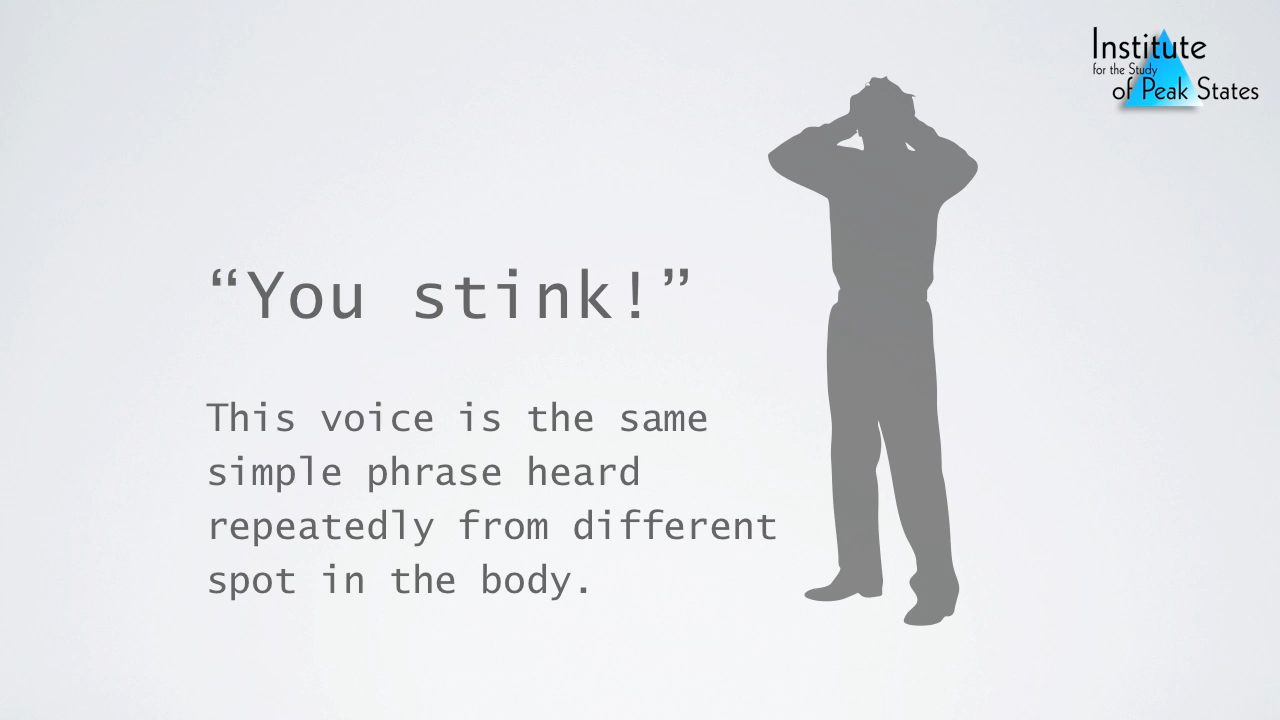 Institute
for the Study
of Peak States
“You stink!”
This voice is the same
simple phrase heard
repeatedly from different
spot in the body.